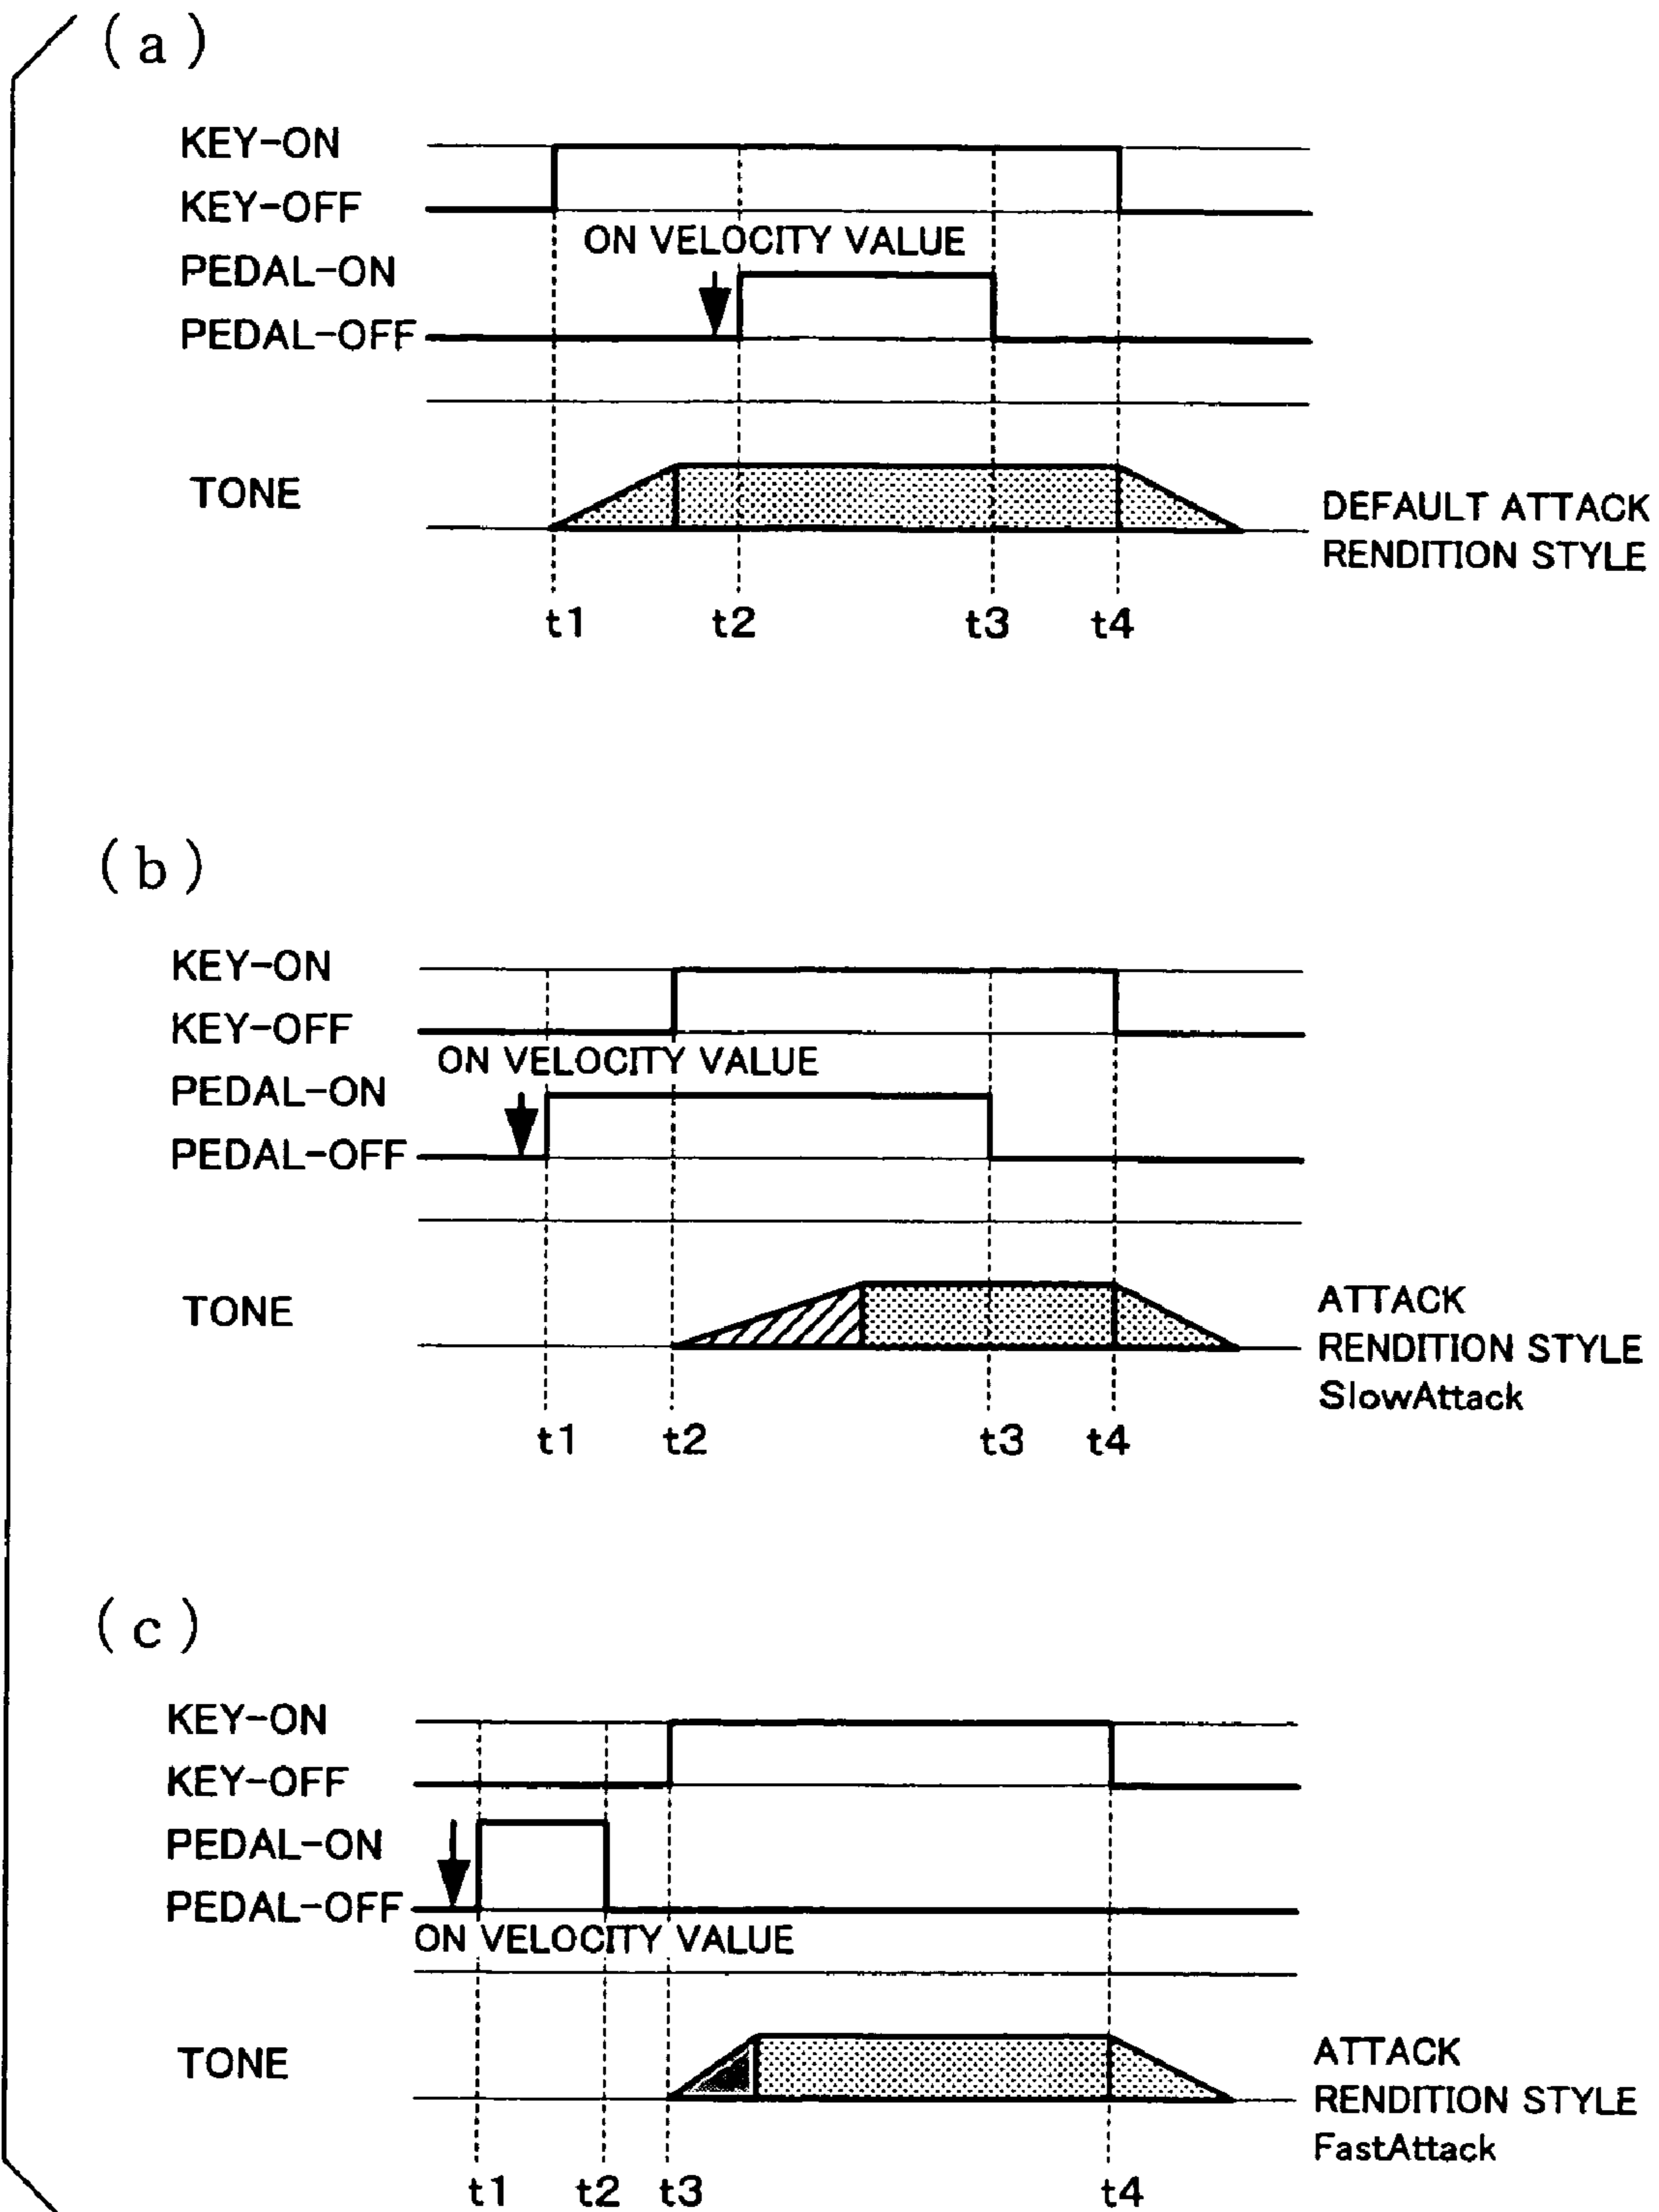 (a)
KEY-ON
KEY-OFF
ON VELOCITY VALUE
PEDAL-ON
PEDAL-OFF
TONE
DEFAULT ATTACK
RENDITION STYLE
t1 t2 t3 t4
(b)
KEY-ON
KEY-OFF
ON VELOCITY VALUE
PEDAL-ON
PEDAL-OFF
TONE
ATTACK
RENDITION STYLE
SlowAttack
t1 t2 t3 t4
(c)
KEY-ON
KEY-OFF
PEDAL-ON
PEDAL-OFF
ON VELOCITY VALUE
TONE
ATTACK
RENDITION STYLE
FastAttack
t1 t2 t3 t4